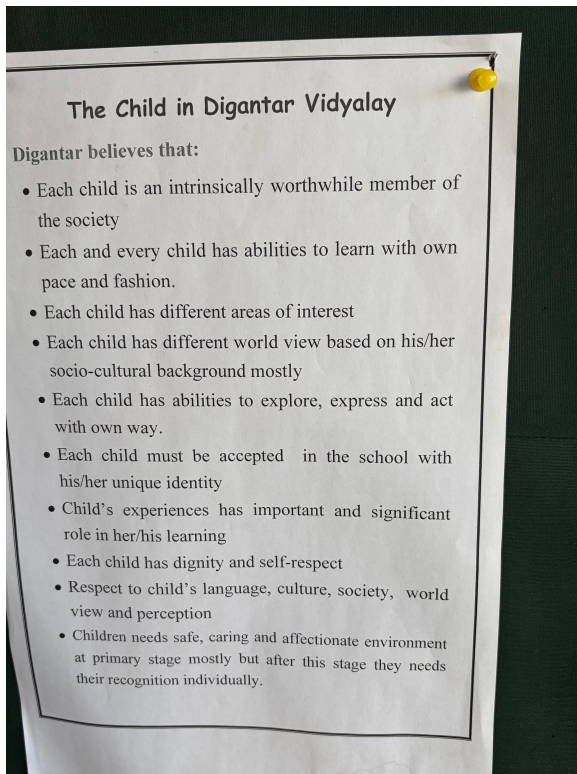 The Child in Digantar Vidyalay
Digantar believes that:
• Each child is an intrinsically worthwhile member of
the society
• Each and every child has abilities to learn with own
pace and fashion.
• Each child has different areas of interest
• Each child has different world view based on his/her
socio-cultural background mostly
• Each child has abilities to explore, express and act
with own way.
• Each child must be accepted in the school with
his/her unique identity
• Child's experiences has important and significant
role in her/his learning
• Each child has dignity and self-respect
• Respect to child's language, culture, society, world
view and perception
• Children needs safe, caring and affectionate environment
at primary stage mostly but after this stage they needs
their recognition individually.